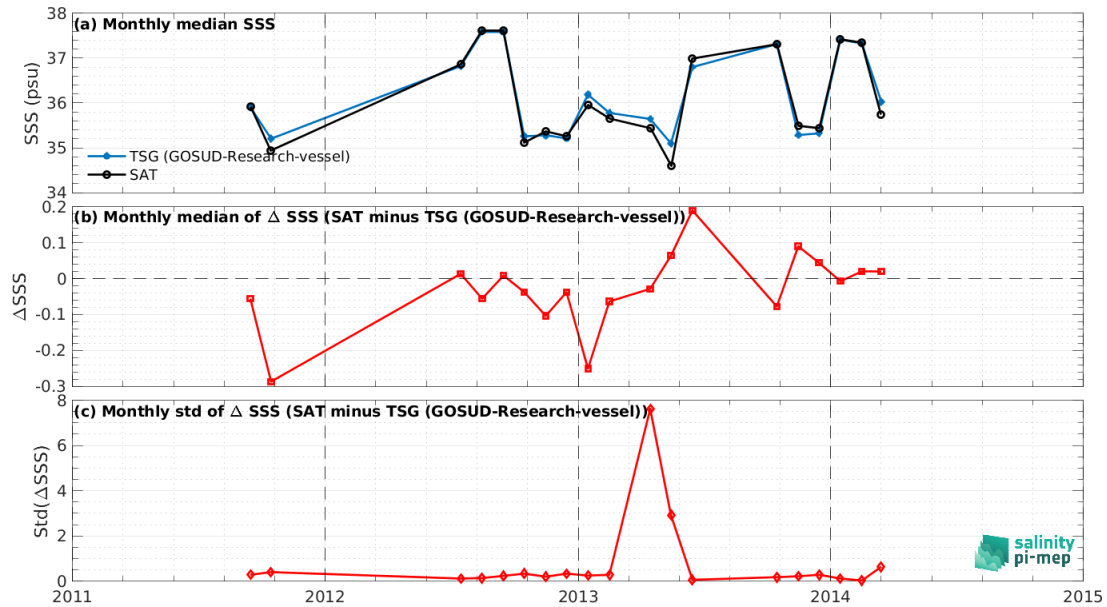 (a) Monthly median SSS
38
37
36
35
34
SSS (psu)
TSG (GOSUD-Research-vessel)
SAT
(b) Monthly median of Δ SSS (SAT minus TSG (GOSUD-Research-vessel))
0.2
0.1
0
-0.1
-0.2
-0.3
ΔSSS
(c) Monthly std of Δ SSS (SAT minus TSG (GOSUD-Research-vessel))
8
6
4
2
0
Std(ΔSSS)
salinity
pi-mep
2011
2012
2013
2014
2015